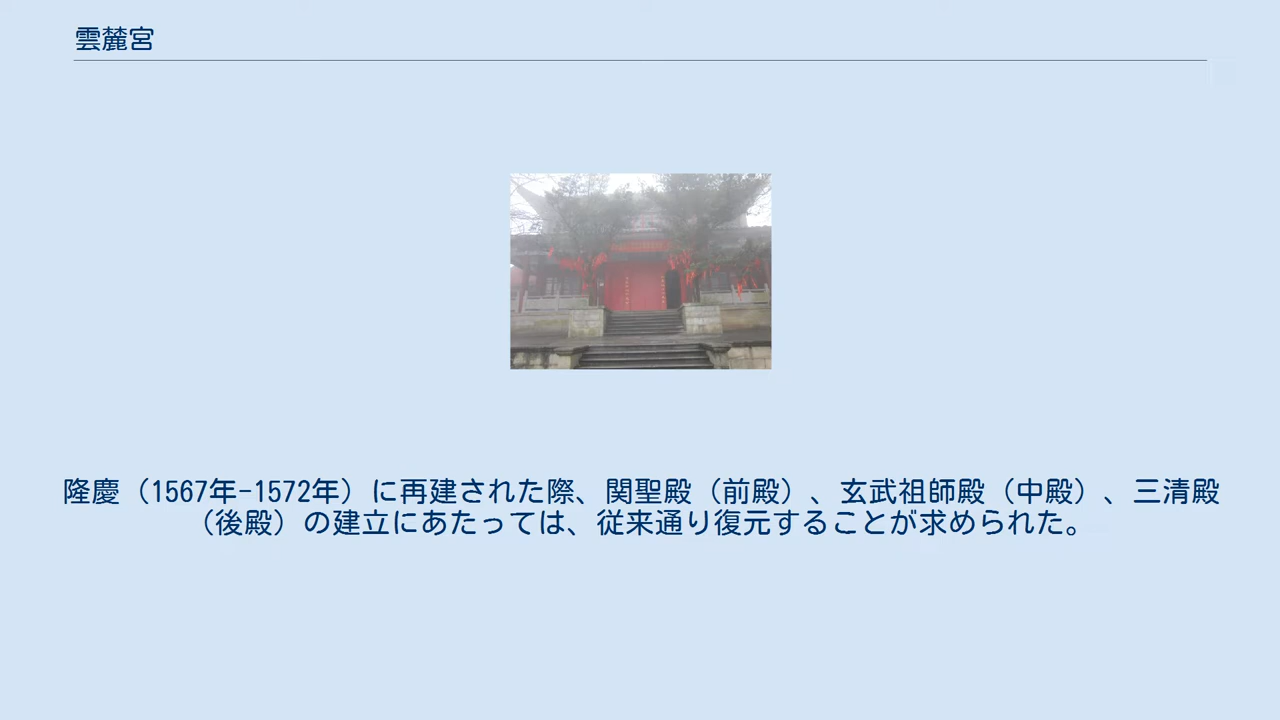 雲麓宮
隆慶（1567年-1572年）に再建された際、関聖殿（前殿）、玄武祖師殿（中殿）、三清殿
（後殿）の建立にあたっては、従来通り復元することが求められた。